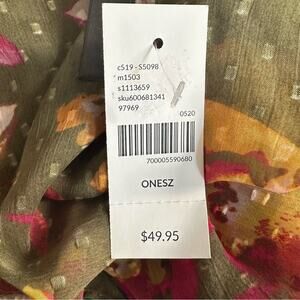 c519 - S5098
m1503
s1113659
sku600681341
97969
0520
700005590680
ONESZ
$49.95